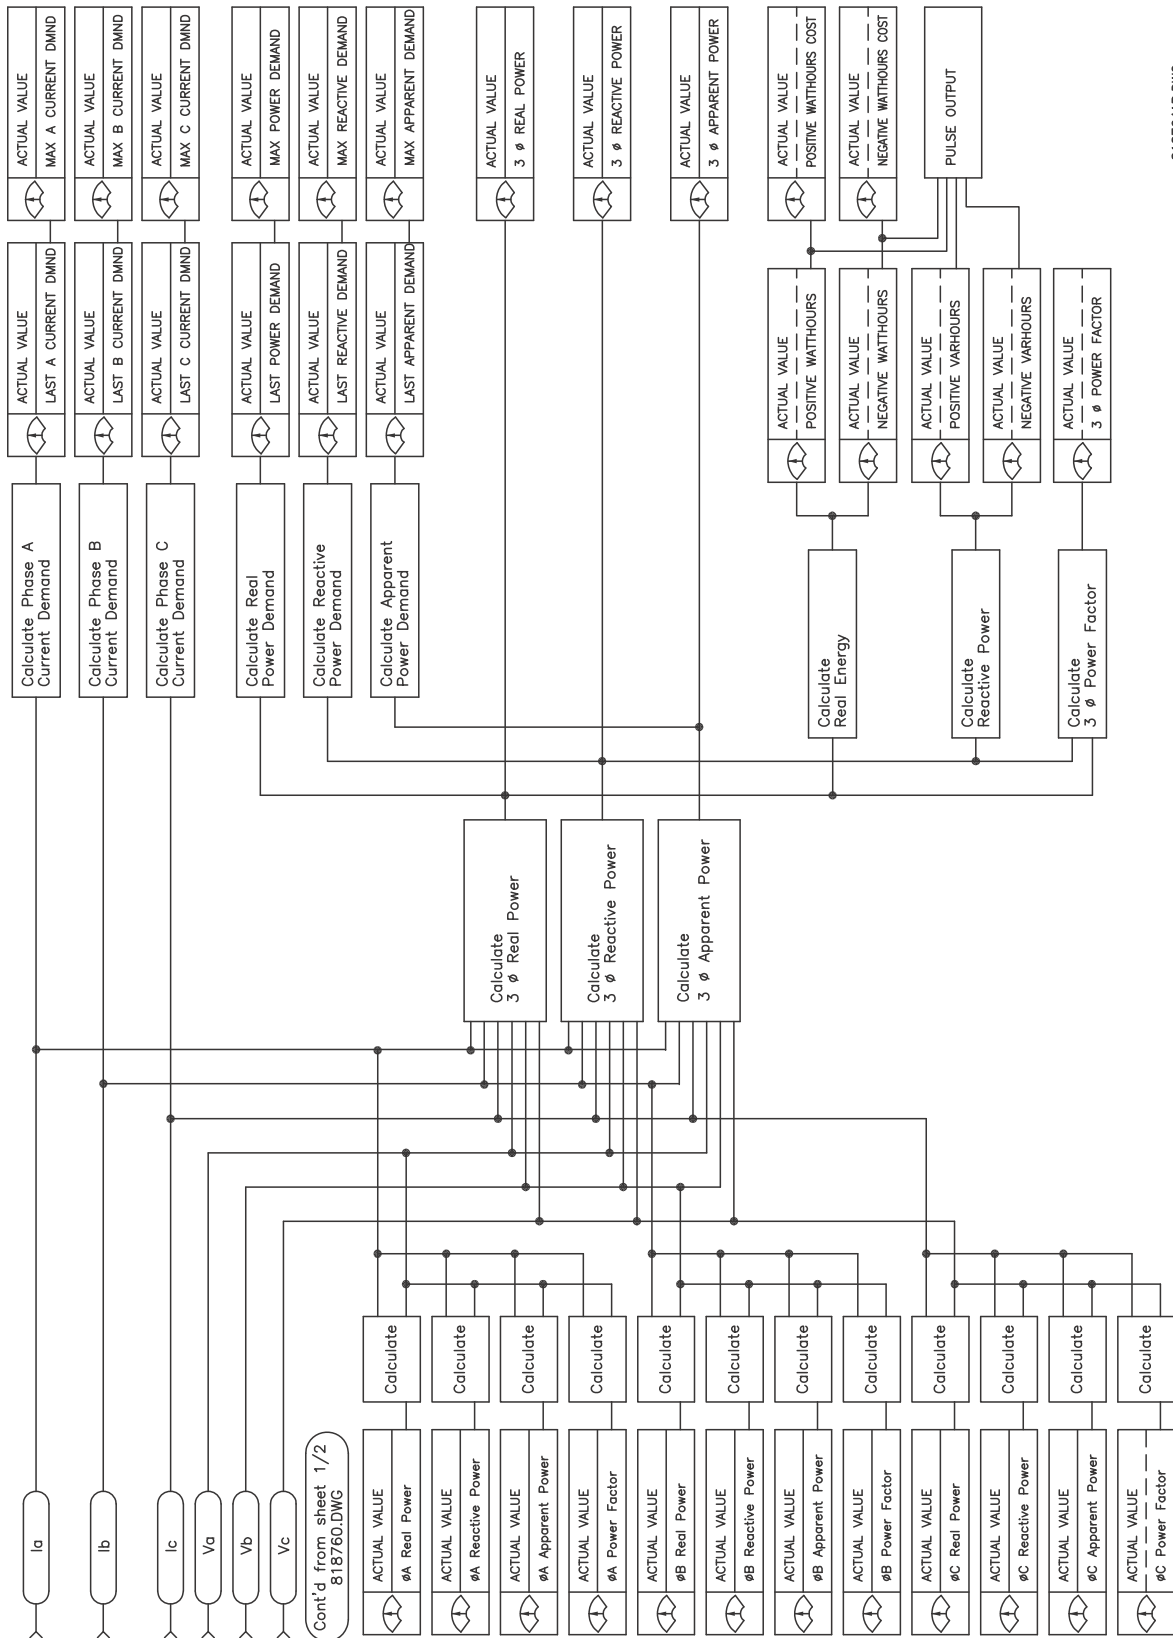 Ia
Ib
Ic
Va
Vb
Vc
Cont'd from sheet 1/2
818760.DWG
Calculate Phase A
Current Demand
ACTUAL VALUE
LAST A CURRENT DMND
ACTUAL VALUE
MAX A CURRENT DMND
Calculate Phase B
Current Demand
ACTUAL VALUE
LAST B CURRENT DMND
ACTUAL VALUE
MAX B CURRENT DMND
Calculate Phase C
Current Demand
ACTUAL VALUE
LAST C CURRENT DMND
ACTUAL VALUE
MAX C CURRENT DMND
Calculate Real
Power Demand
ACTUAL VALUE
LAST POWER DEMAND
ACTUAL VALUE
MAX POWER DEMAND
Calculate Reactive
Power Demand
ACTUAL VALUE
LAST REACTIVE DEMAND
ACTUAL VALUE
MAX REACTIVE DEMAND
Calculate Apparent
Power Demand
ACTUAL VALUE
LAST APPARENT DEMAND
ACTUAL VALUE
MAX APPARENT DEMAND
Calculate
3 ø Real Power
ACTUAL VALUE
3 ø REAL POWER
Calculate
3 ø Reactive Power
ACTUAL VALUE
3 ø REACTIVE POWER
Calculate
3 ø Apparent Power
ACTUAL VALUE
3 ø APPARENT POWER
Calculate
Real Energy
ACTUAL VALUE
POSITIVE WATTHOURS
ACTUAL VALUE
POSITIVE WATTHOURS COST
ACTUAL VALUE
NEGATIVE WATTHOURS
ACTUAL VALUE
NEGATIVE WATTHOURS COST
Calculate
Reactive Power
ACTUAL VALUE
POSITIVE VARHOURS
ACTUAL VALUE
NEGATIVE VARHOURS
PULSE OUTPUT
Calculate
3 ø Power Factor
ACTUAL VALUE
3 ø POWER FACTOR
ACTUAL VALUE
øA Real Power
Calculate
ACTUAL VALUE
øA Reactive Power
Calculate
ACTUAL VALUE
øA Apparent Power
Calculate
ACTUAL VALUE
øA Power Factor
Calculate
ACTUAL VALUE
øB Real Power
Calculate
ACTUAL VALUE
øB Reactive Power
Calculate
ACTUAL VALUE
øB Apparent Power
Calculate
ACTUAL VALUE
øB Power Factor
Calculate
ACTUAL VALUE
øC Real Power
Calculate
ACTUAL VALUE
øC Reactive Power
Calculate
ACTUAL VALUE
øC Apparent Power
Calculate
ACTUAL VALUE
øC Power Factor
Calculate